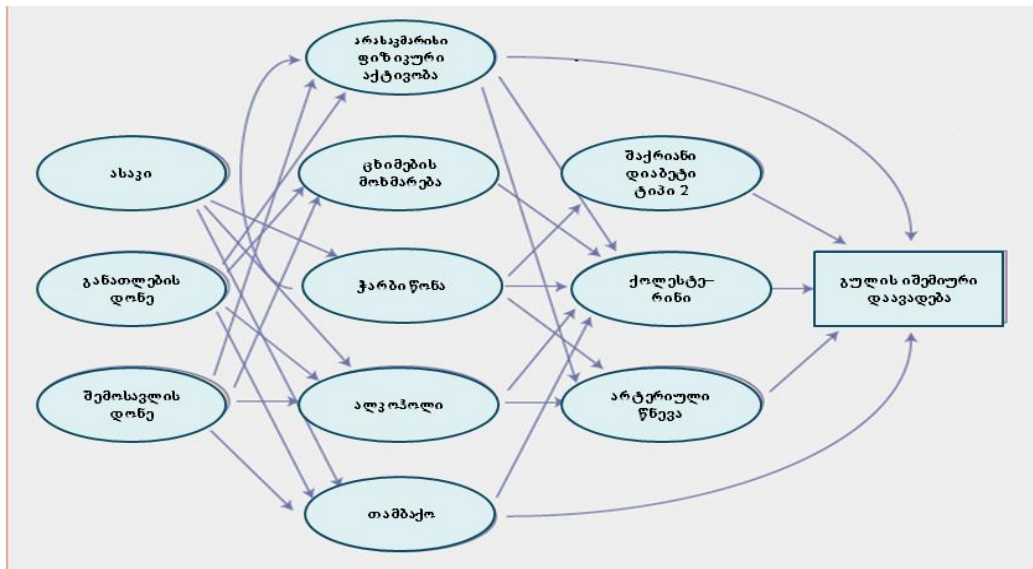 არასაკმარისი
ფიზიკური
აქტივობა
ასაკი
ცხიმების
მოხმარება
შაქრიანი
დიაბეტი
ტიპი 2
განათლების
დონე
ჭარბი წონა
ქოლესტე–
რინი
გულის იშემიური
დაავადება
შემოსავლის
დონე
ალკოჰოლი
არტერიული
წნევა
თამბაქო